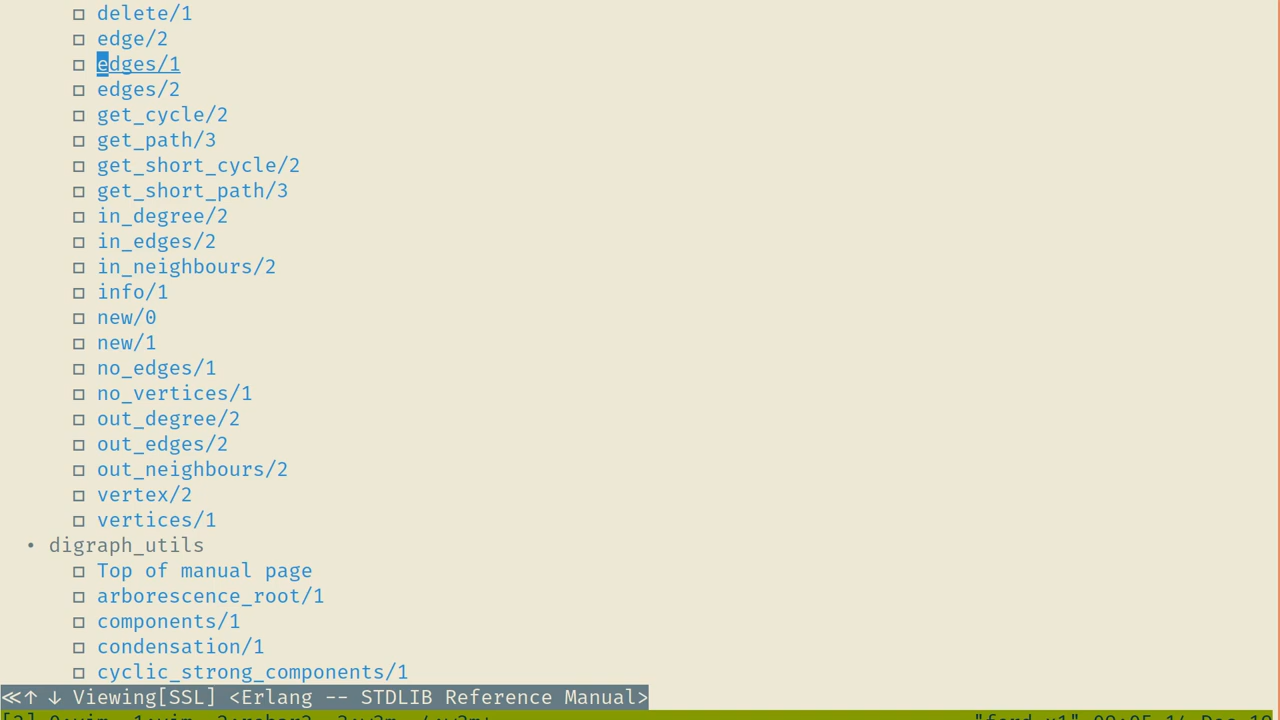 □ delete/1
□ edge/2
□ edges/1
□ edges/2
□ get_cycle/2
□ get_path/3
□ get_short_cycle/2
□ get_short_path/3
□ in_degree/2
□ in_edges/2
□ in_neighbours/2
□ info/1
□ new/0
□ new/1
□ no_edges/1
□ no_vertices/1
□ out_degree/2
□ out_edges/2
□ out_neighbours/2
□ vertex/2
□ vertices/1
• digraph_utils
□ Top of manual page
□ arborescence_root/1
□ components/1
□ condensation/1
□ cyclic_strong_components/1
≪↑ ↓ Viewing[SSL] <Erlang -- STDLIB Reference Manual>